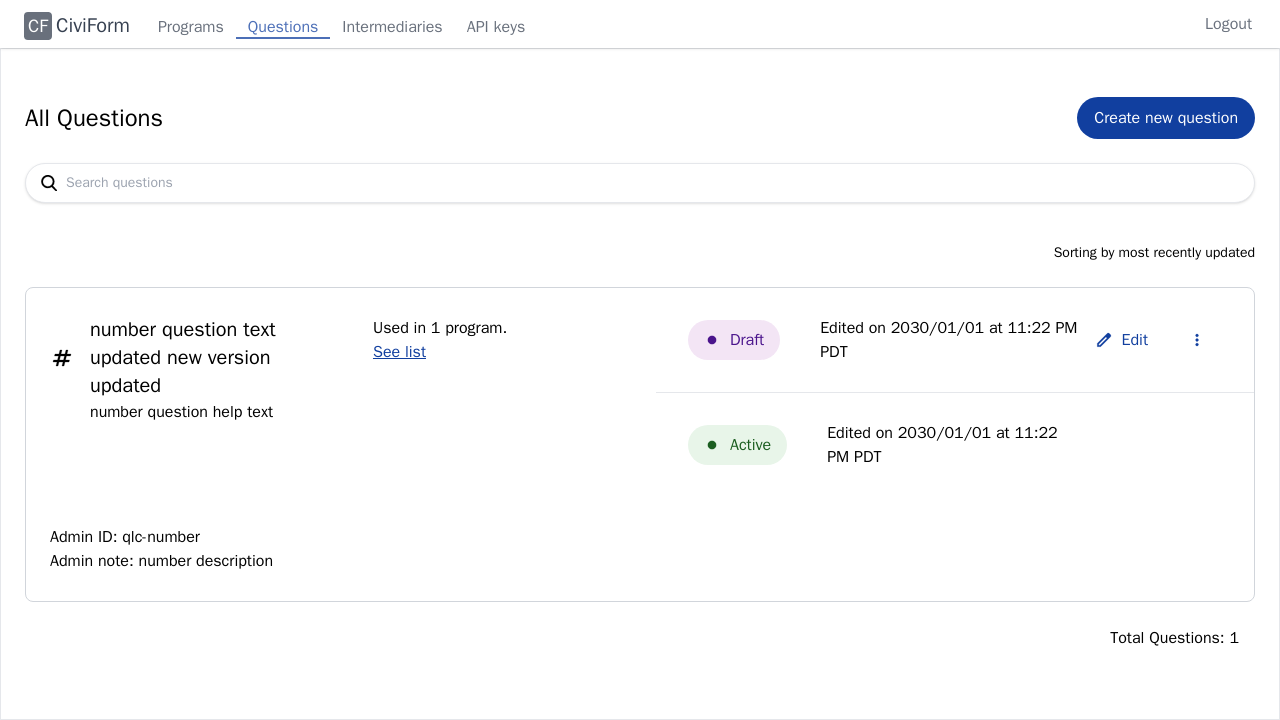 CF CiviForm Programs Questions Intermediaries API keys Logout
All Questions
Create new question
Search questions
Sorting by most recently updated
number question text
updated new version
updated
number question help text
Used in 1 program.
See list
Draft
Edited on 2030/01/01 at 11:22 PM
PDT
Edit
Active
Edited on 2030/01/01 at 11:22
PM PDT
Admin ID: qlc-number
Admin note: number description
Total Questions: 1